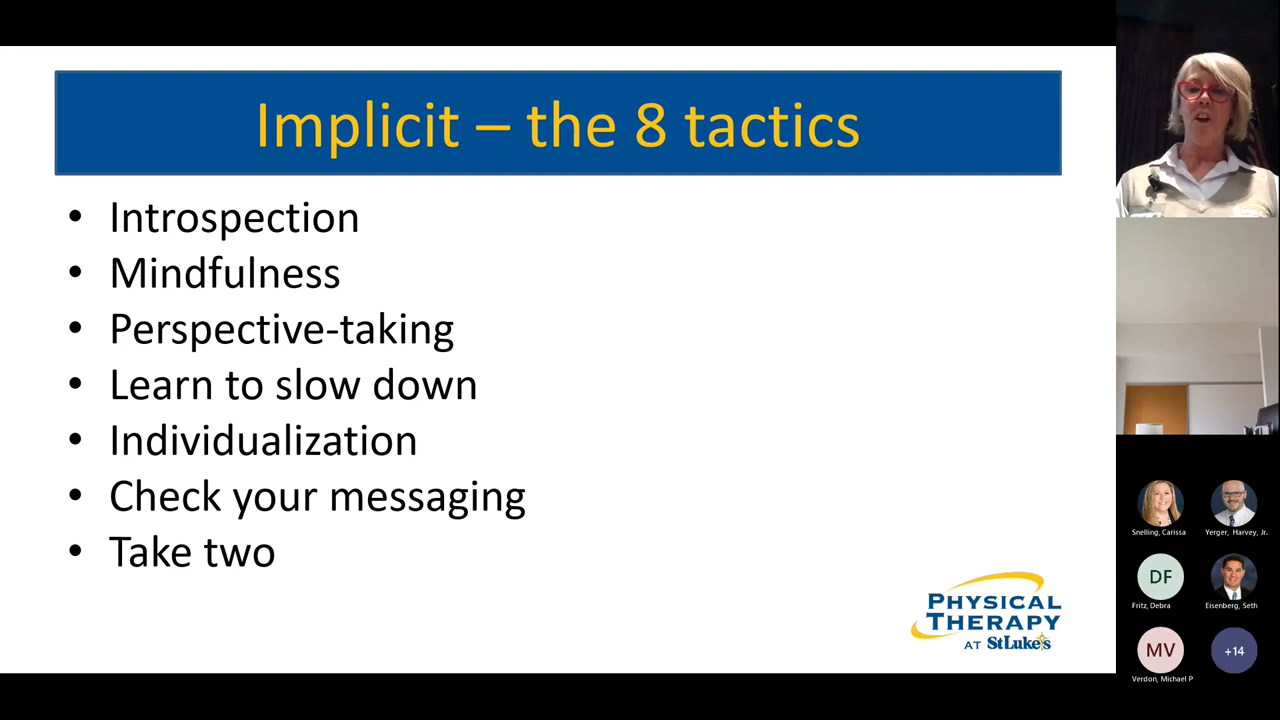 Implicit – the 8 tactics
• Introspection
• Mindfulness
• Perspective-taking
• Learn to slow down
• Individualization
• Check your messaging
• Take two
PHYSICAL
THERAPY
AT StLuke's
Snelling, Carissa
Yerger, Harvey, Jr.
DF
Fritz, Debra
Eisenberg, Seth
MV
+14
Verdon, Michael P